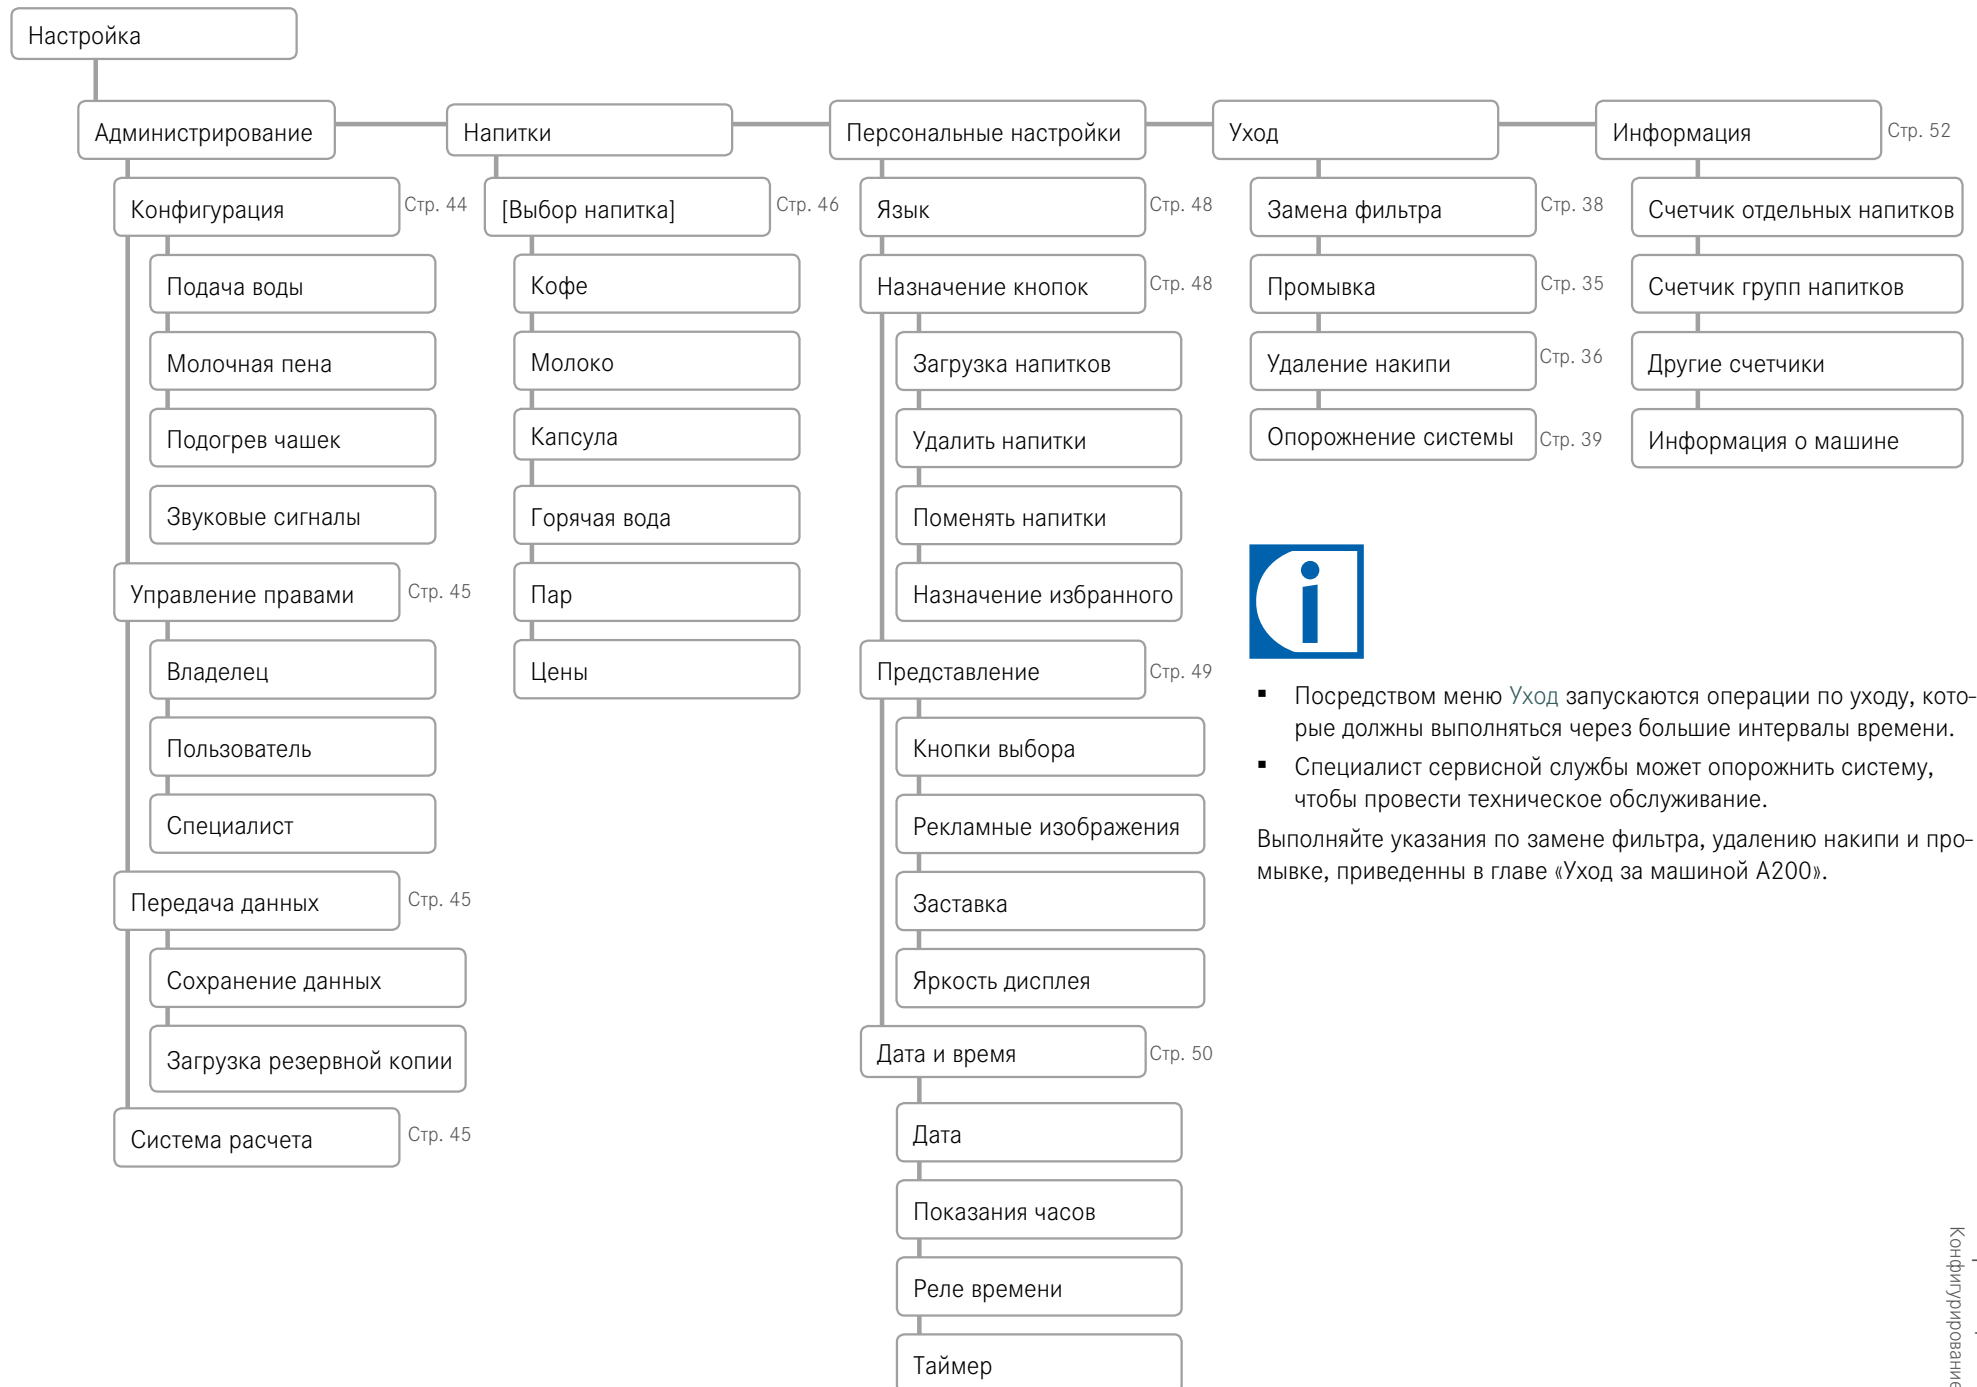 Настройка
Администрирование
Конфигурация
Стр. 44
Подача воды
Молочная пена
Подогрев чашек
Звуковые сигналы
Управление правами
Стр. 45
Владелец
Пользователь
Специалист
Передача данных
Стр. 45
Сохранение данных
Загрузка резервной копии
Система расчета
Стр. 45
Напитки
[Выбор напитка]
Стр. 46
Кофе
Молоко
Капсула
Горячая вода
Пар
Цены
Персональные настройки
Язык
Стр. 48
Назначение кнопок
Стр. 48
Загрузка напитков
Удалить напитки
Поменять напитки
Назначение избранного
Представление
Стр. 49
Кнопки выбора
Рекламные изображения
Заставка
Яркость дисплея
Дата и время
Стр. 50
Дата
Показания часов
Реле времени
Таймер
Уход
Замена фильтра
Стр. 38
Промывка
Стр. 35
Удаление накипи
Стр. 36
Опорожнение системы
Стр. 39
Информация
Стр. 52
Счетчик отдельных напитков
Счетчик групп напитков
Другие счетчики
Информация о машине
i
▪ Посредством меню Уход запускаются операции по уходу, кото-
рые должны выполняться через большие интервалы времени.
▪ Специалист сервисной службы может опорожнить систему,
чтобы провести техническое обслуживание.
Выполняйте указания по замене фильтра, удалению накипи и про-
мывке, приведенны в главе «Уход за машиной A200».
Конфигурирование